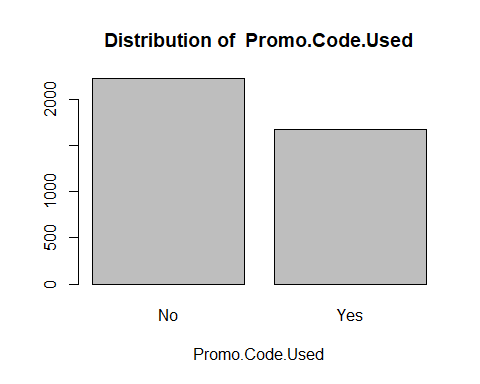 Distribution of  Promo.Code.Used
2000
1000
500
0
No
Yes
Promo.Code.Used